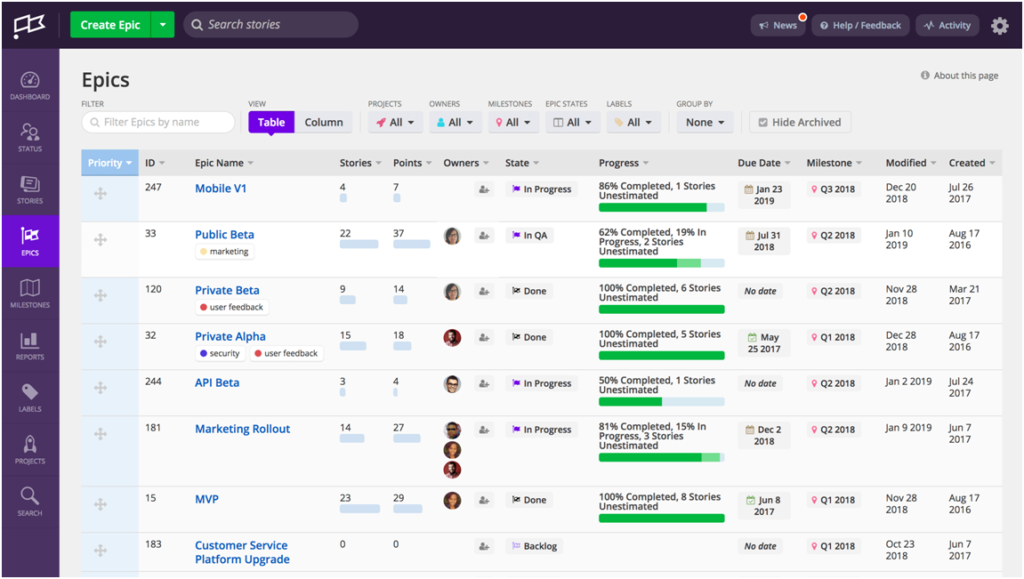 Create Epic
Search stories
News
Help / Feedback
Activity
DASHBOARD
STATUS
STORIES
EPICS
MILESTONES
REPORTS
LABELS
PROJECTS
SEARCH
Epics
About this page
FILTER
VIEW
PROJECTS
OWNERS
MILESTONES
EPIC STATES
LABELS
GROUP BY
Filter Epics by name
Table
Column
All
All
All
All
All
None
Hide Archived
Priority ID Epic Name Stories Points Owners State Progress Due Date Milestone Modified Created
247 Mobile V1 4 7 In Progress 86% Completed, 1 Stories Jan 23 Q3 2018 Dec 20 Jul 26
Unestimated 2019 2018 2017
33 Public Beta 22 37 In QA 62% Completed, 19% In Jul 31 Q2 2018 Jan 10 Aug 17
marketing Progress, 2 Stories 2018 2019 2016
Unestimated
120 Private Beta 9 14 Done 100% Completed, 6 Stories No date Q2 2018 Nov 28 Mar 21
user feedback Unestimated 2018 2017
32 Private Alpha 15 18 Done 100% Completed, 5 Stories May Q1 2018 Dec 28 Aug 17
security user feedback Unestimated 25 2017 2018 2016
244 API Beta 3 4 In Progress 50% Completed, 1 Stories No date Q2 2018 Jan 2 2019 Jul 24
Unestimated 2017
181 Marketing Rollout 14 27 In Progress 81% Completed, 15% In Dec 2 Q2 2018 Jan 9 2019 Jun 7
Progress, 3 Stories 2018 2017
Unestimated
15 MVP 23 29 Done 100% Completed, 8 Stories Jun 8 Q1 2018 Nov 28 Aug 17
Unestimated 2017 2018 2016
183 Customer Service 0 0 Backlog No date Q1 2018 Oct 23 Jun 7
Platform Upgrade 2018 2017